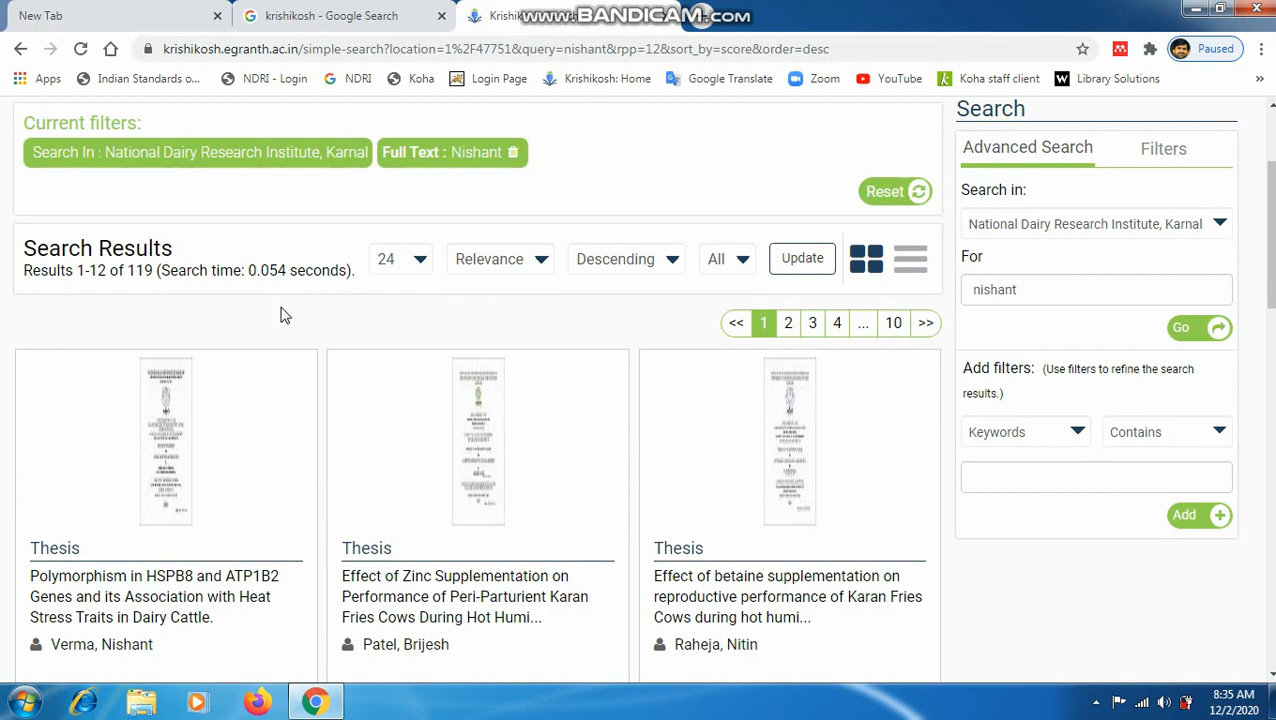 New Tab
krishikosh - Google Search
Krishik
www.BANDICAM.com
krishikosh.egranth.ac.in/simple-search?location=1%2F47751&query=nishant&rpp=12&sort_by=score&order=desc
Paused
Apps
Indian Standards o...
NDRI - Login
NDRI
Koha
Login Page
Krishikosh: Home
Google Translate
Zoom
YouTube
Koha staff client
Library Solutions
»
Current filters:
Search In : National Dairy Research Institute, Karnal
Full Text : Nishant
Reset
Search Results
Results 1-12 of 119 (Search time: 0.054 seconds).
24
Relevance
Descending
All
Update
<< 1 2 3 4 ... 10 >>
Thesis
Polymorphism in HSPB8 and ATP1B2
Genes and its Association with Heat
Stress Traits in Dairy Cattle.
Verma, Nishant
Thesis
Effect of Zinc Supplementation on
Performance of Peri-Parturient Karan
Fries Cows During Hot Humi...
Patel, Brijesh
Thesis
Effect of betaine supplementation on
reproductive performance of Karan Fries
Cows during hot humi...
Raheja, Nitin
Search
Advanced Search
Filters
Search in:
National Dairy Research Institute, Karnal
For
nishant
Go
Add filters: (Use filters to refine the search
results.)
Keywords
Contains
Add
8:35 AM
12/2/2020